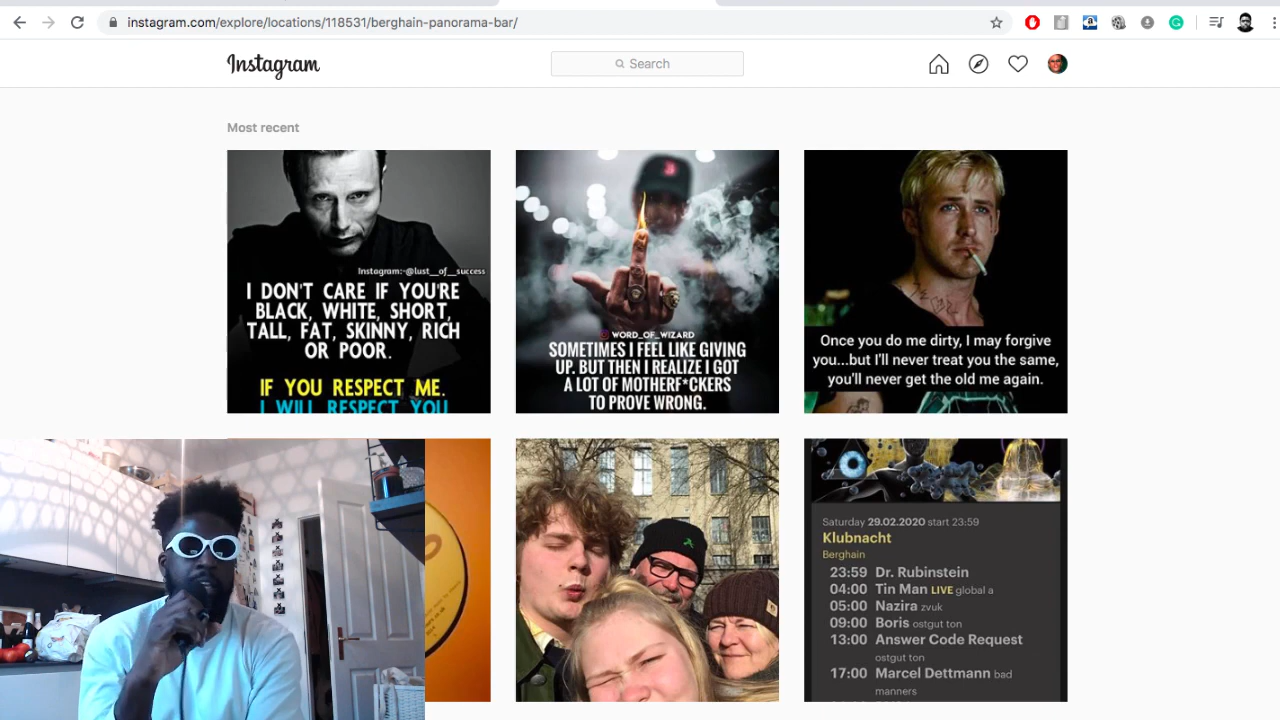 instagram.com/explore/locations/118531/berghain-panorama-bar/
Instagram
Search
Most recent
Instagram:-@lust__of__success
I DON'T CARE IF YOU'RE
BLACK, WHITE, SHORT,
TALL, FAT, SKINNY, RICH
OR POOR.
IF YOU RESPECT ME.
I WILL RESPECT YOU
WORD_OF_WIZARD
SOMETIMES I FEEL LIKE GIVING
UP. BUT THEN I REALIZE I GOT
A LOT OF MOTHERF*CKERS
TO PROVE WRONG.
Once you do me dirty, I may forgive
you...but I'll never treat you the same,
you'll never get the old me again.
Saturday 29.02.2020 start 23:59
Klubnacht
Berghain
23:59 Dr. Rubinstein
04:00 Tin Man LIVE global a
05:00 Nazira zvuk
09:00 Boris ostgut ton
13:00 Answer Code Request
ostgut ton
17:00 Marcel Dettmann bad
manners